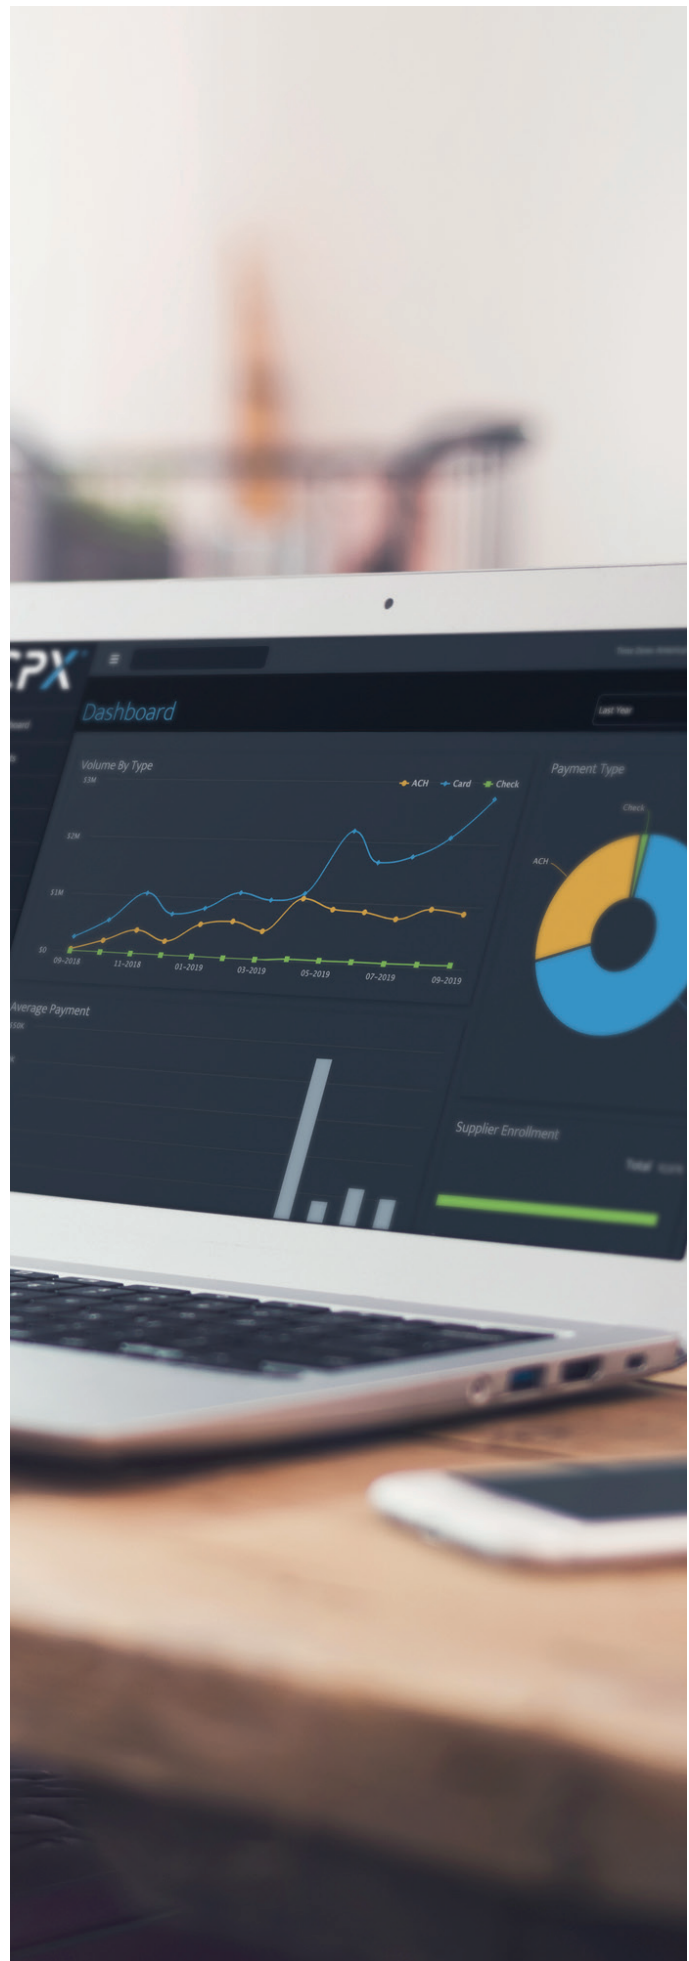 CPX
Dashboard
Last Year
Volume By Type
ACH
Card
Check
$3M
$2M
$1M
$0
09-2018
11-2018
01-2019
03-2019
05-2019
07-2019
09-2019
Payment Type
Check
ACH
Average Payment
Supplier Enrollment
Total